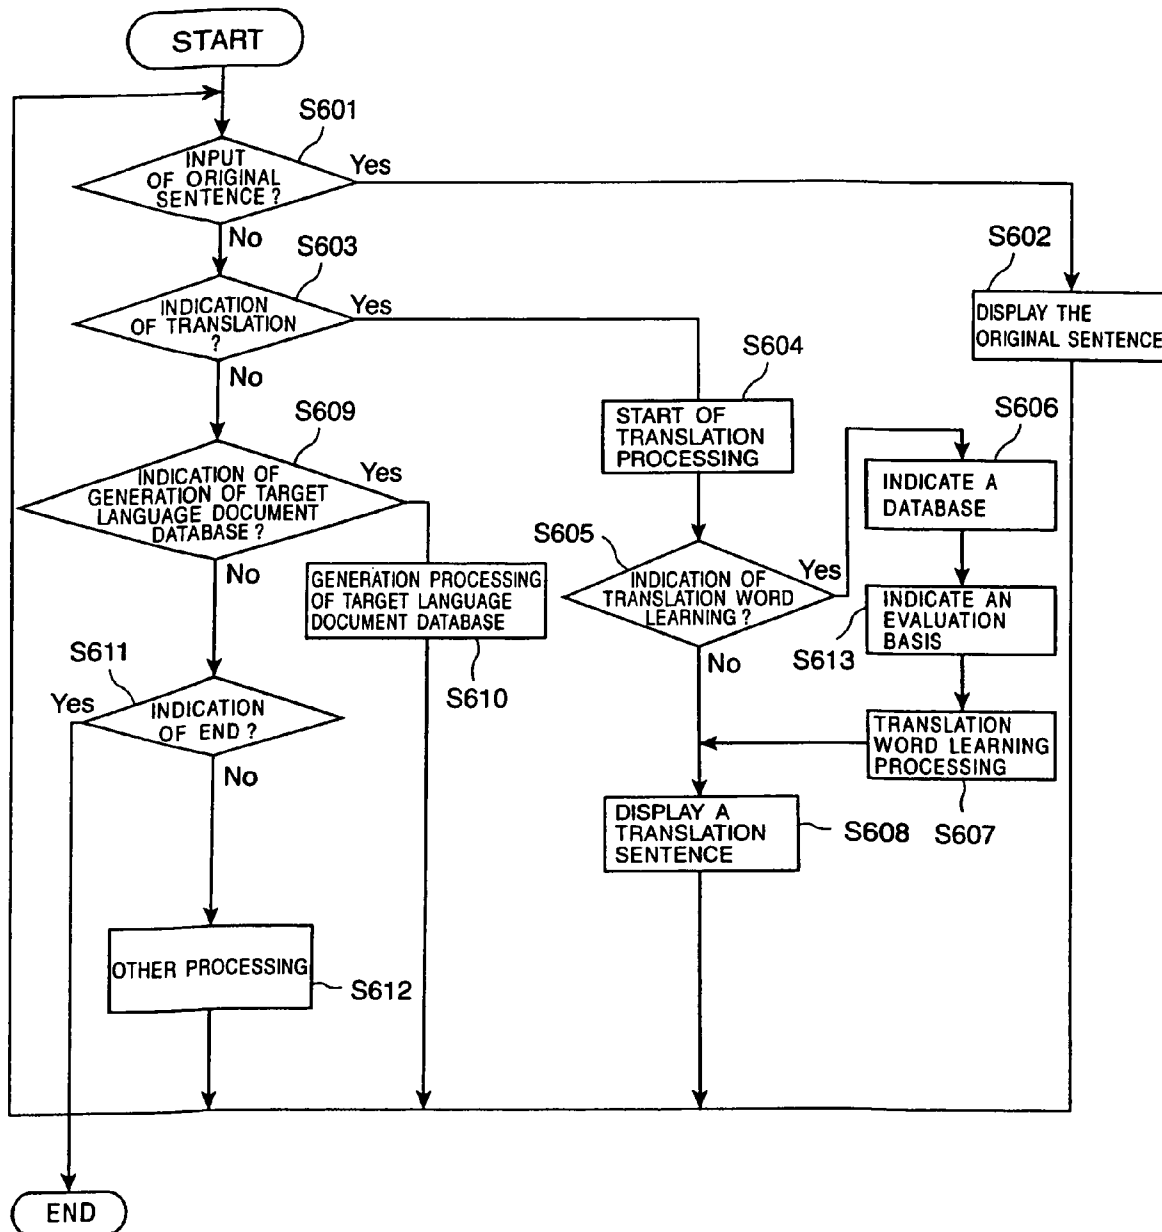 START
S601
INPUT
OF ORIGINAL
SENTENCE?
Yes
No
S602
DISPLAY THE
ORIGINAL SENTENCE
S603
INDICATION
OF TRANSLATION
?
Yes
No
S604
START OF
TRANSLATION
PROCESSING
S605
INDICATION OF
TRANSLATION WORD
LEARNING?
Yes
No
S606
INDICATE A
DATABASE
INDICATE AN
EVALUATION
BASIS
S613
TRANSLATION
WORD LEARNING
PROCESSING
S607
DISPLAY A
TRANSLATION
SENTENCE
S608
S609
INDICATION OF
GENERATION OF TARGET
LANGUAGE DOCUMENT
DATABASE?
Yes
No
GENERATION PROCESSING
OF TARGET LANGUAGE
DOCUMENT DATABASE
S610
S611
Yes
INDICATION
OF END?
No
OTHER PROCESSING
S612
END